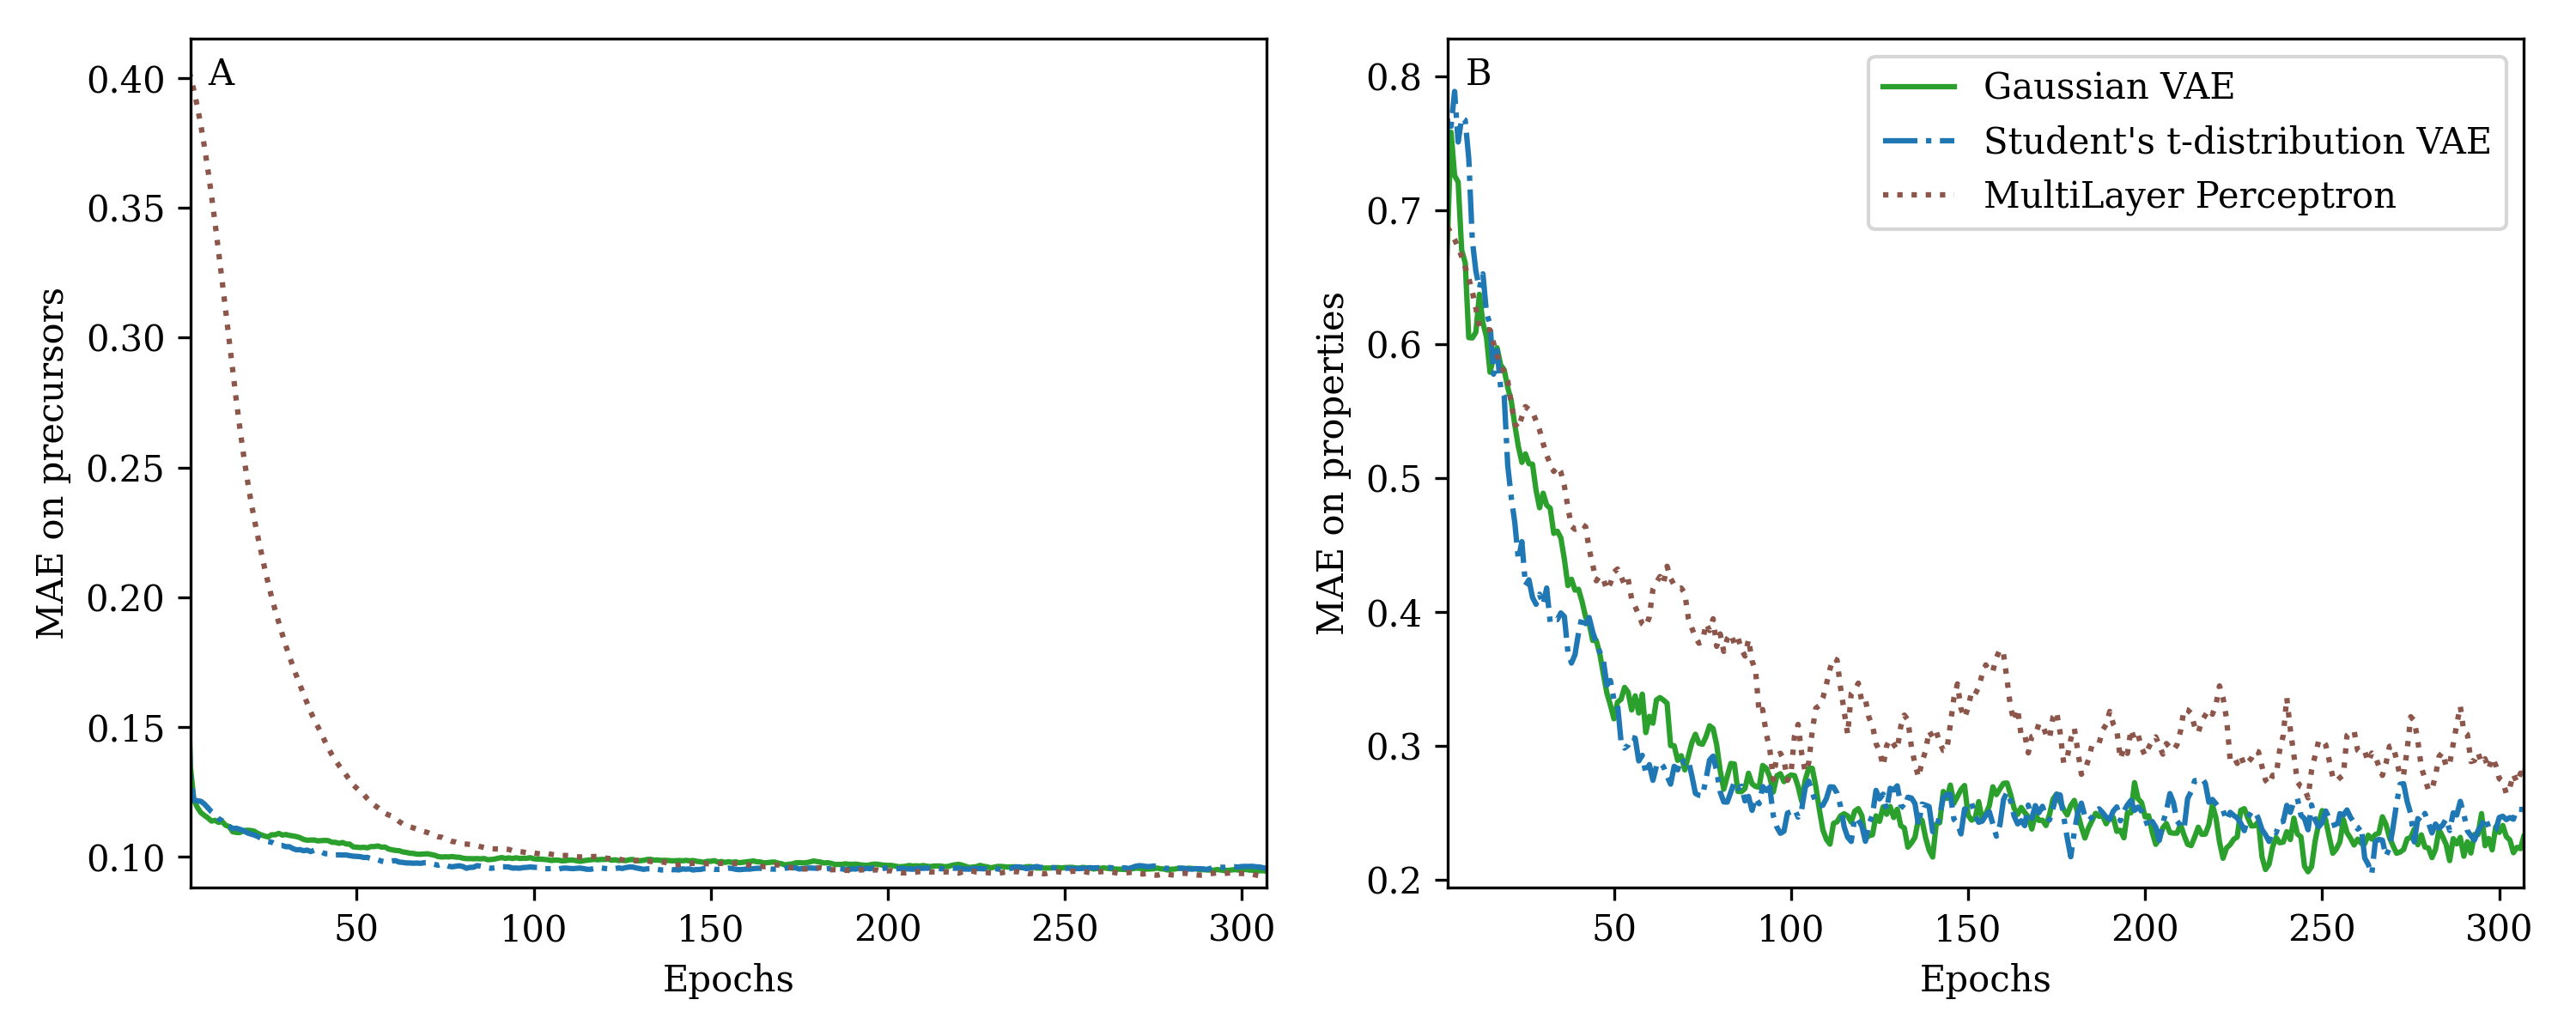 A
0.40
0.35
0.30
0.25
0.20
0.15
0.10
MAE on precursors
50
100
150
200
250
300
Epochs
B
0.8
0.7
0.6
0.5
0.4
0.3
0.2
MAE on properties
50
100
150
200
250
300
Epochs
Gaussian VAE
Student's t-distribution VAE
MultiLayer Perceptron